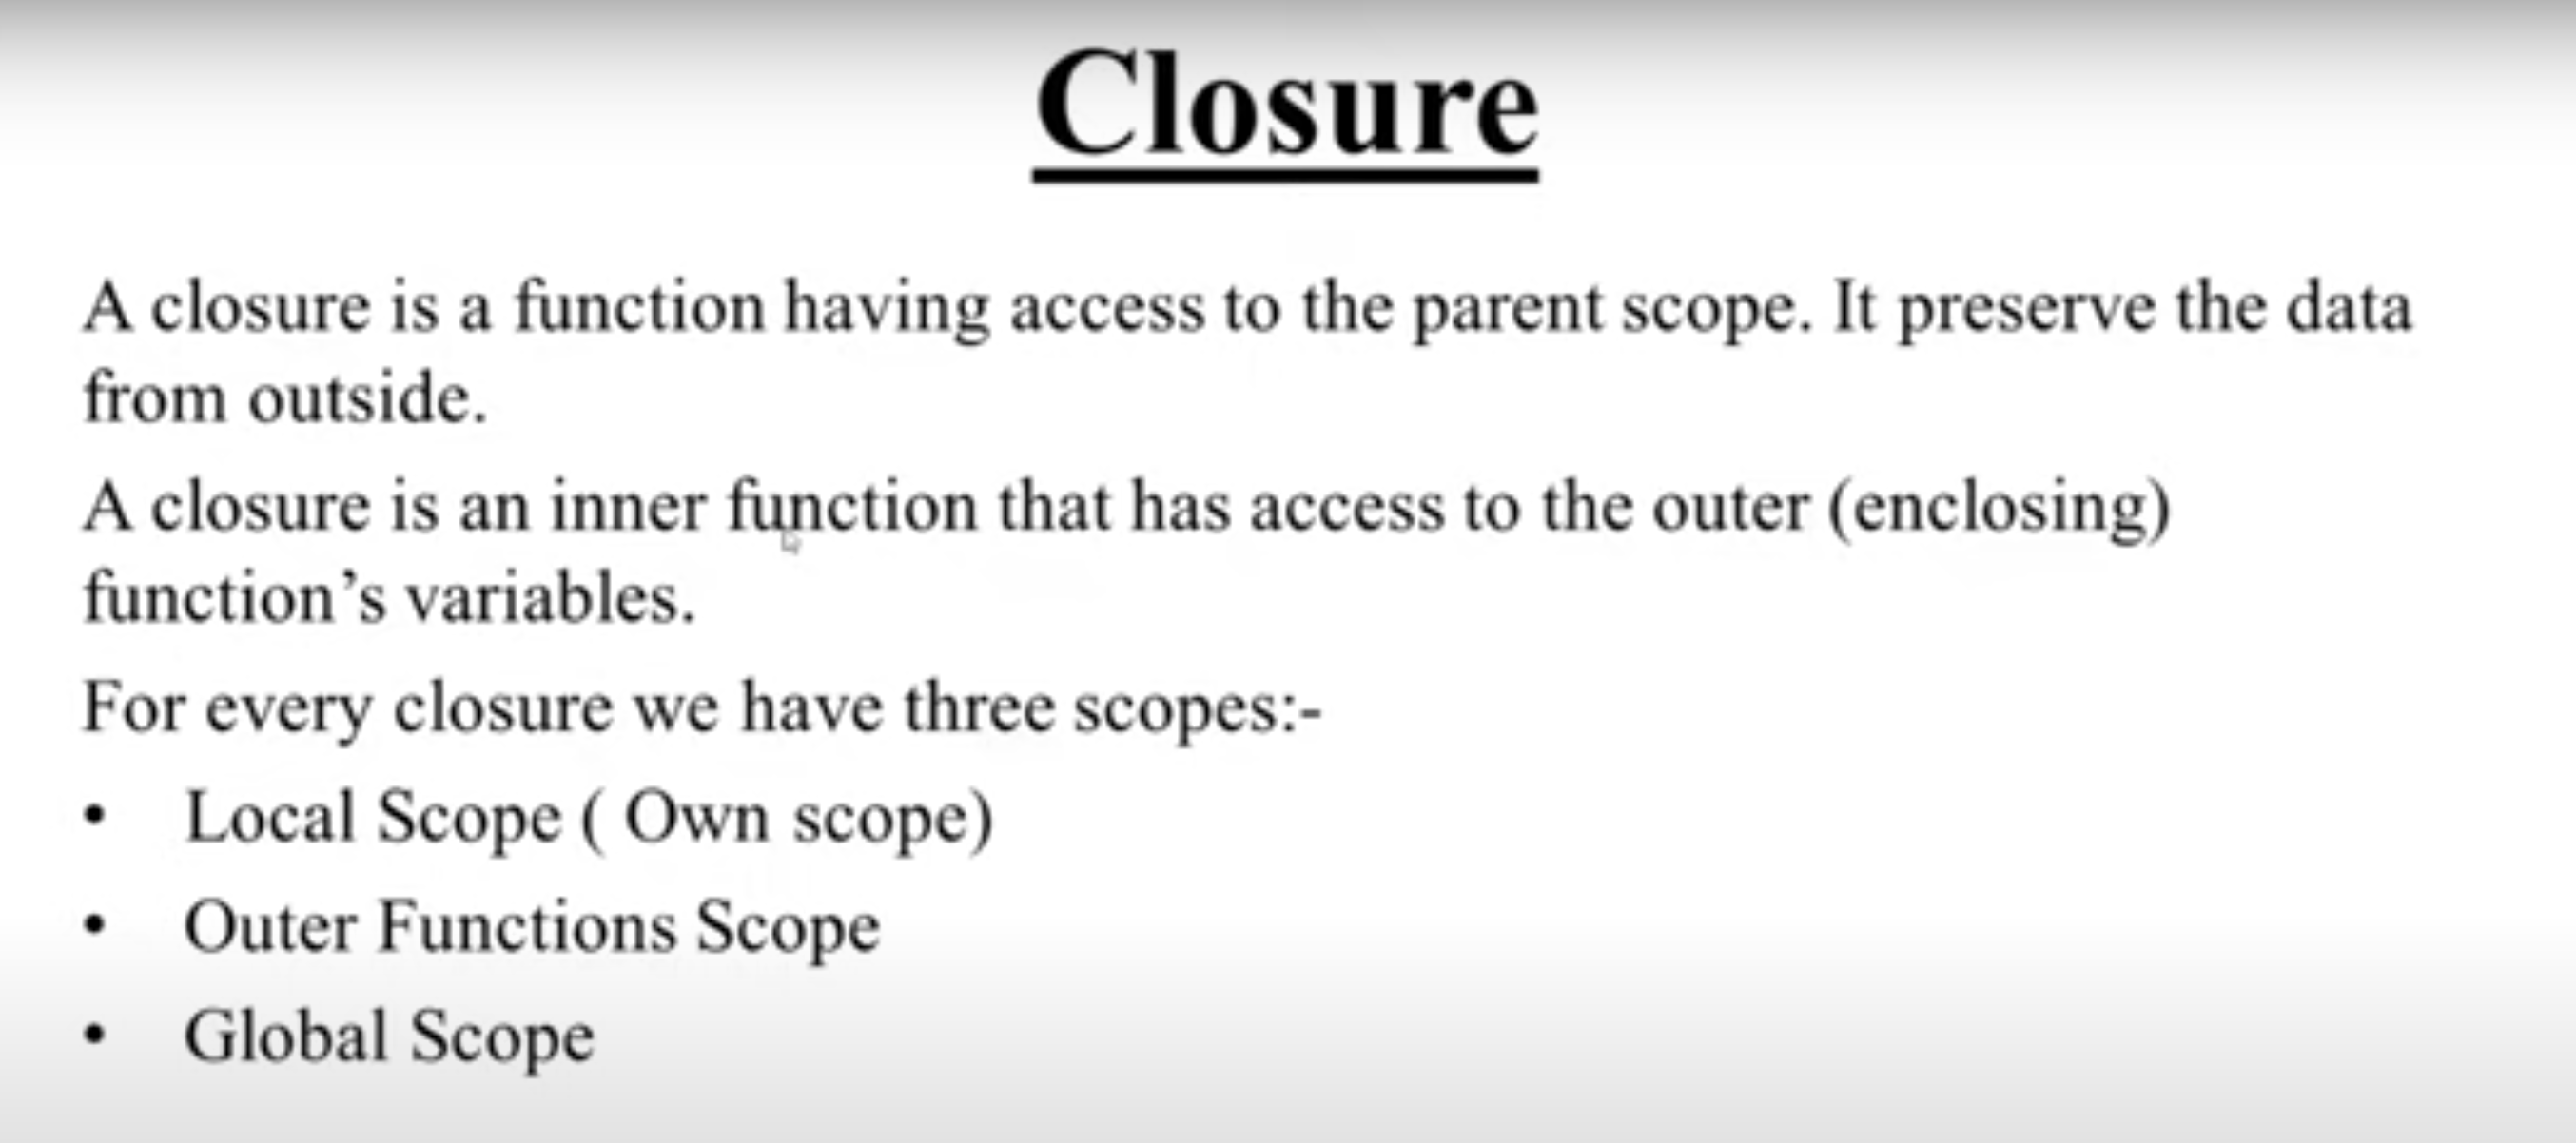 Closure
A closure is a function having access to the parent scope. It preserve the data
from outside.
A closure is an inner function that has access to the outer (enclosing)
function’s variables.
For every closure we have three scopes:-
• Local Scope ( Own scope)
• Outer Functions Scope
• Global Scope